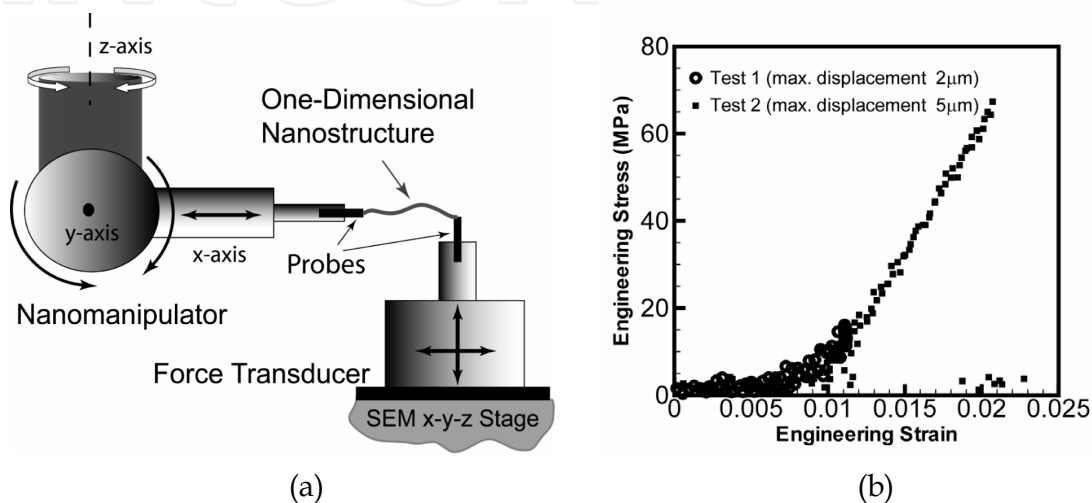 z-axis
One-Dimensional
Nanostructure
y-axis
x-axis
Probes
Nanomanipulator
Force Transducer
SEM x-y-z Stage
(a)
80
60
40
20
0
Engineering Stress (MPa)
Test 1 (max. displacement 2μm)
Test 2 (max. displacement 5μm)
0 0.005 0.01 0.015 0.02 0.025
Engineering Strain
(b)